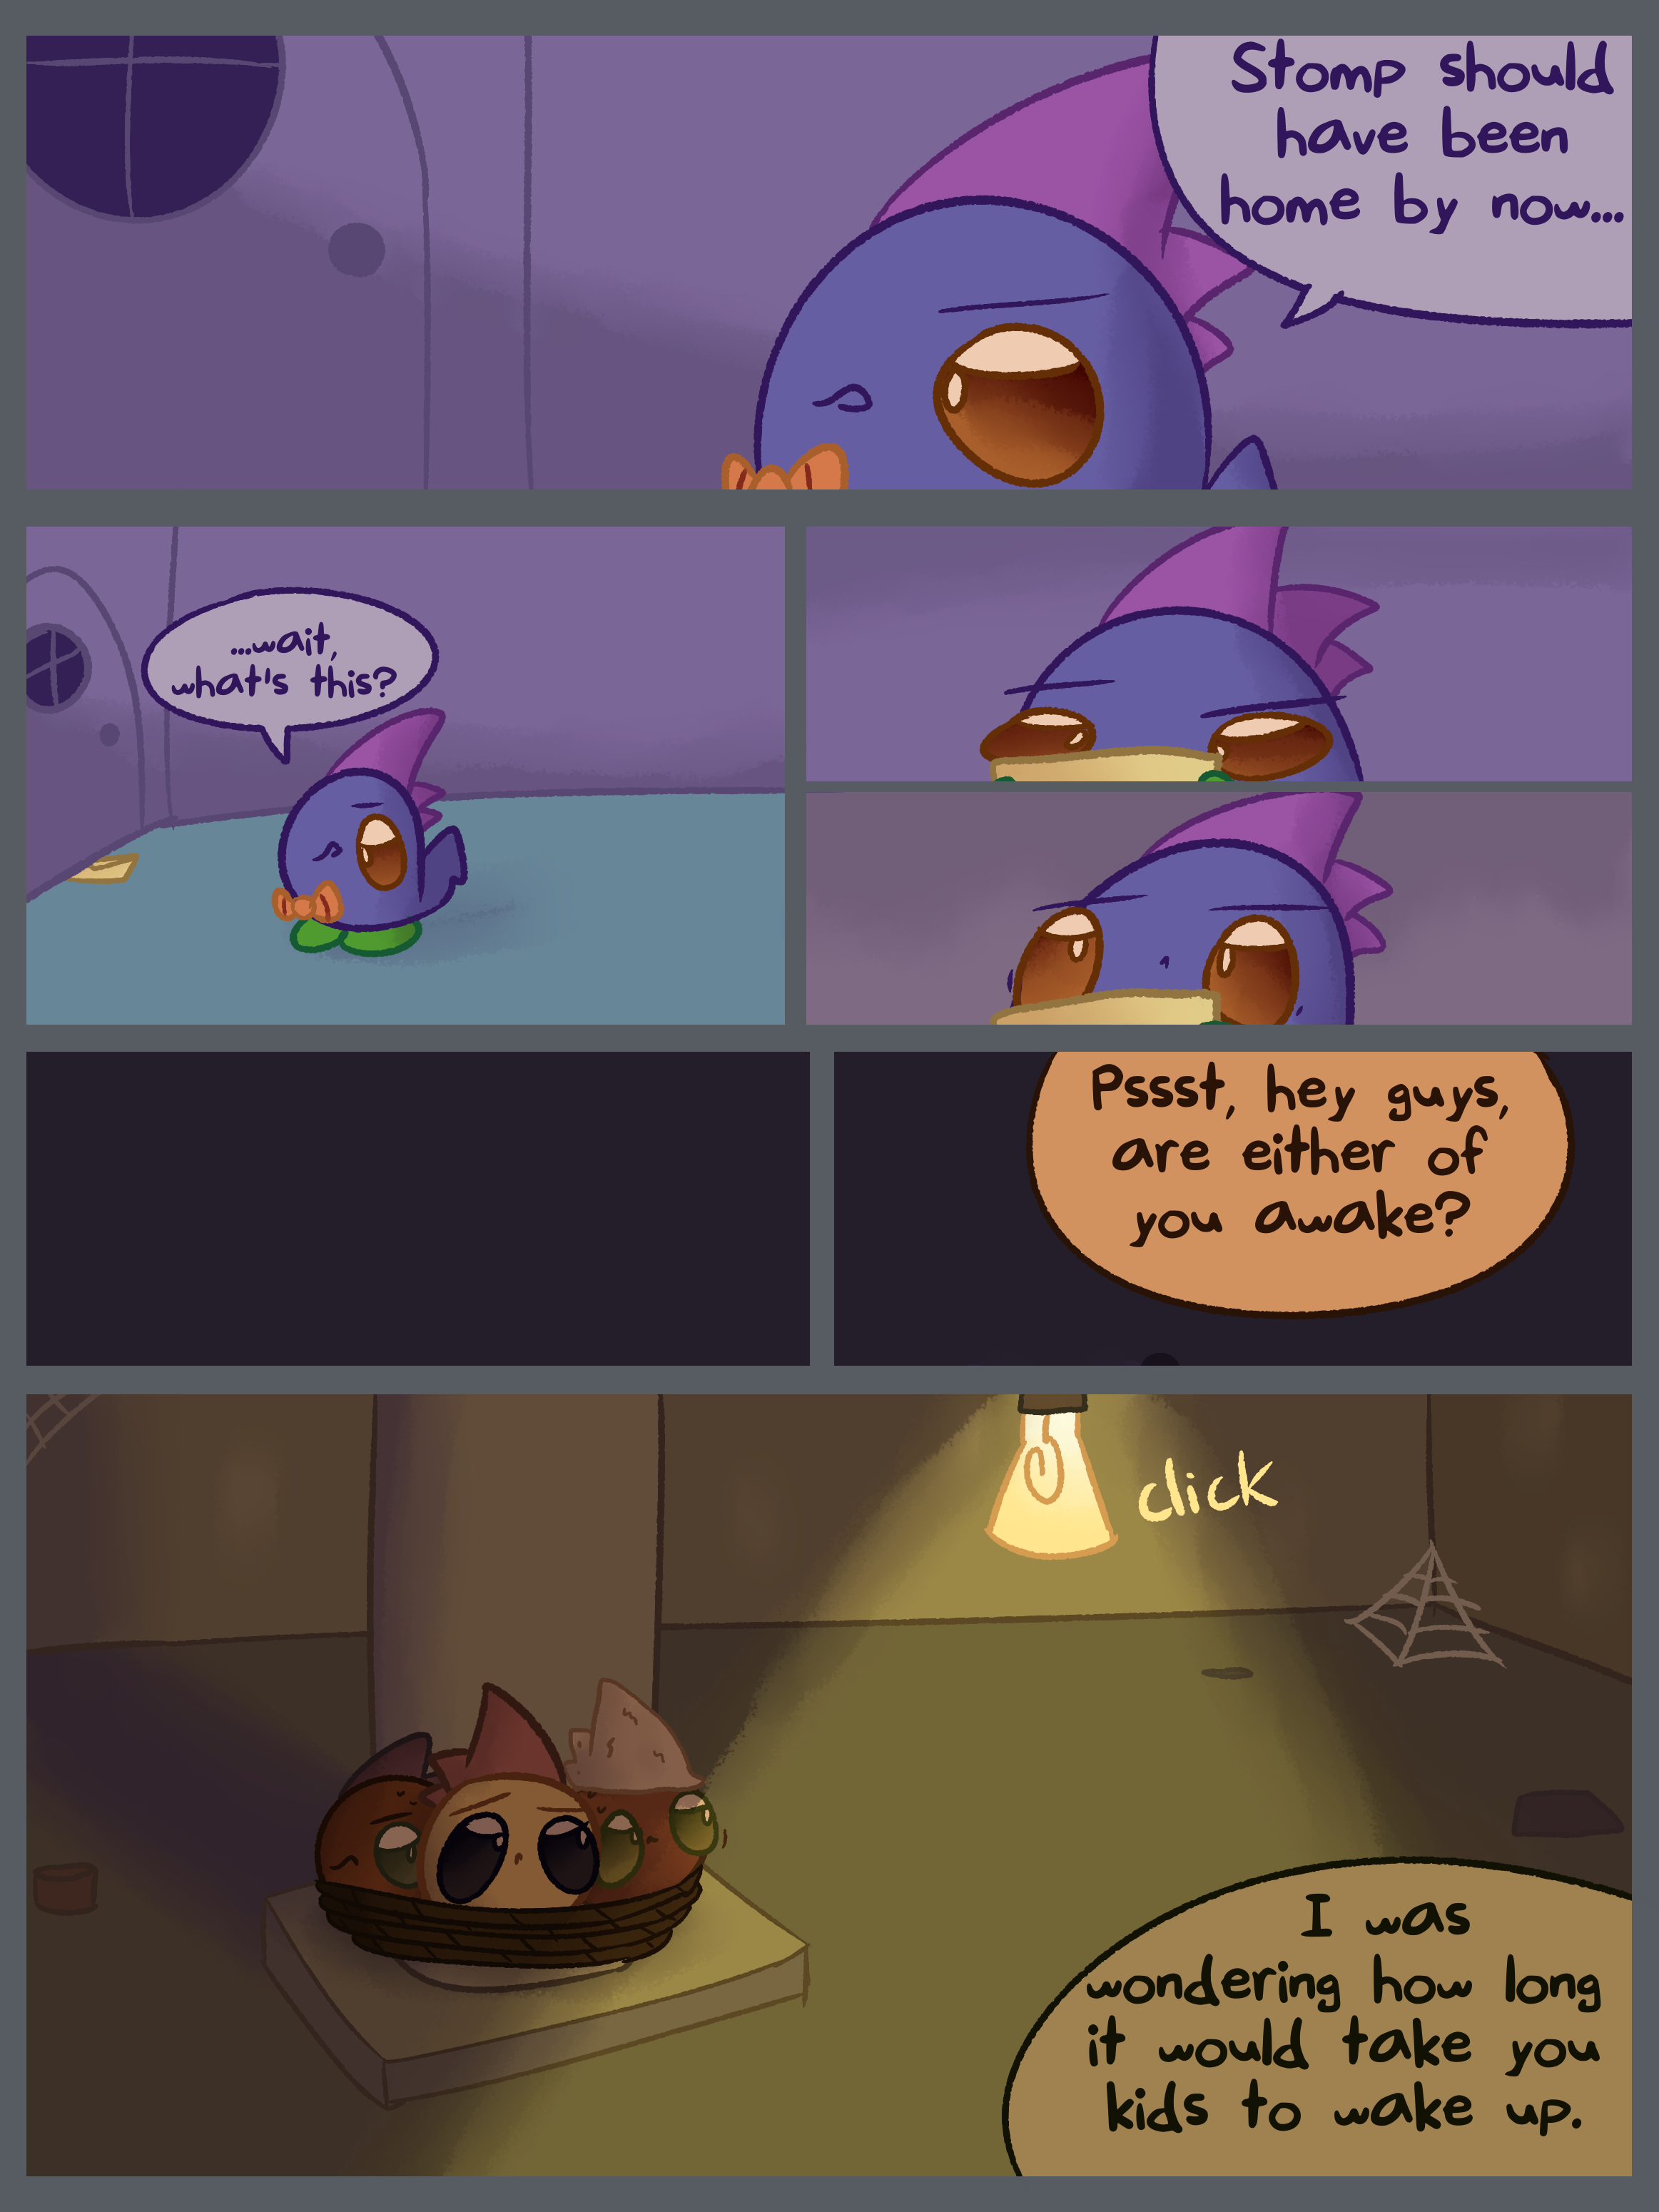 Stomp should
have been
home by now...
...wait,
what's this?
Pssst, hey guys,
are either of
you awake?
click
I was
wondering how long
it would take you
kids to wake up.